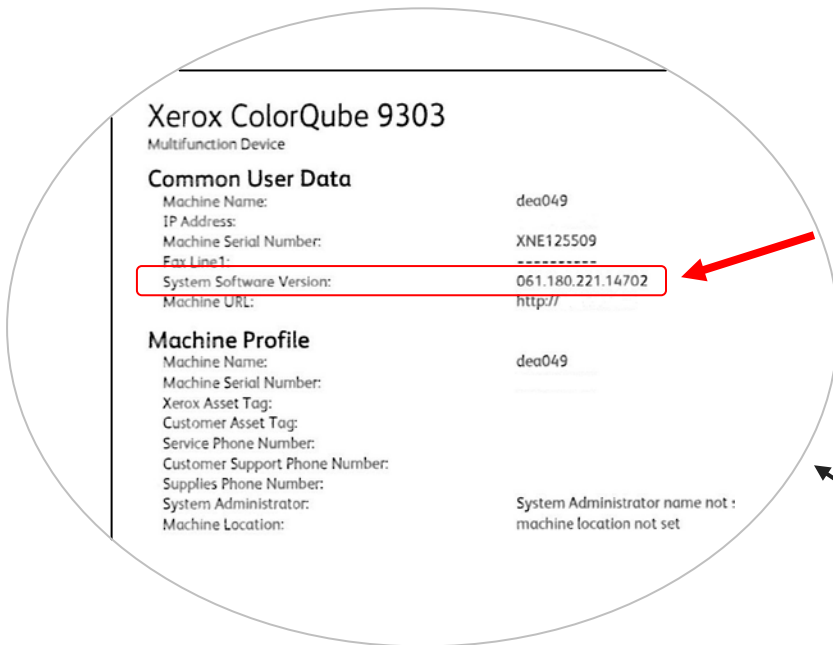 Xerox ColorQube 9303
Multifunction Device
Common User Data
Machine Name: dea049
IP Address:
Machine Serial Number: XNE125509
Fax Line1: ----------
System Software Version: 061.180.221.14702
Machine URL: http://
Machine Profile
Machine Name: dea049
Machine Serial Number:
Xerox Asset Tag:
Customer Asset Tag:
Service Phone Number:
Customer Support Phone Number:
Supplies Phone Number:
System Administrator: System Administrator name not
Machine Location: machine location not set